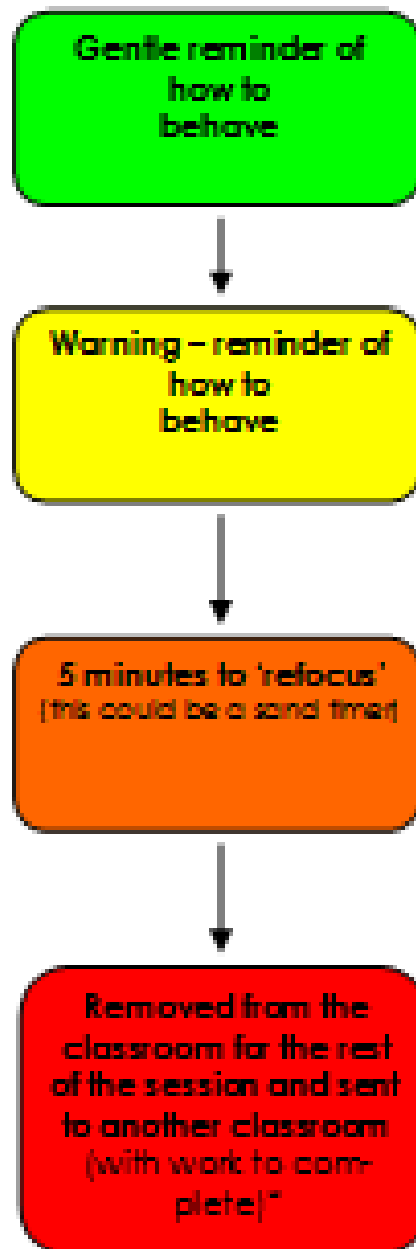 Gentle reminder of
how to
behave
Warning – reminder of
how to
behave
5 minutes to ‘refocus’
(this could be a sand timer)
Removed from the
classroom for the rest
of the session and sent
to another classroom
(with work to com-
plete)*